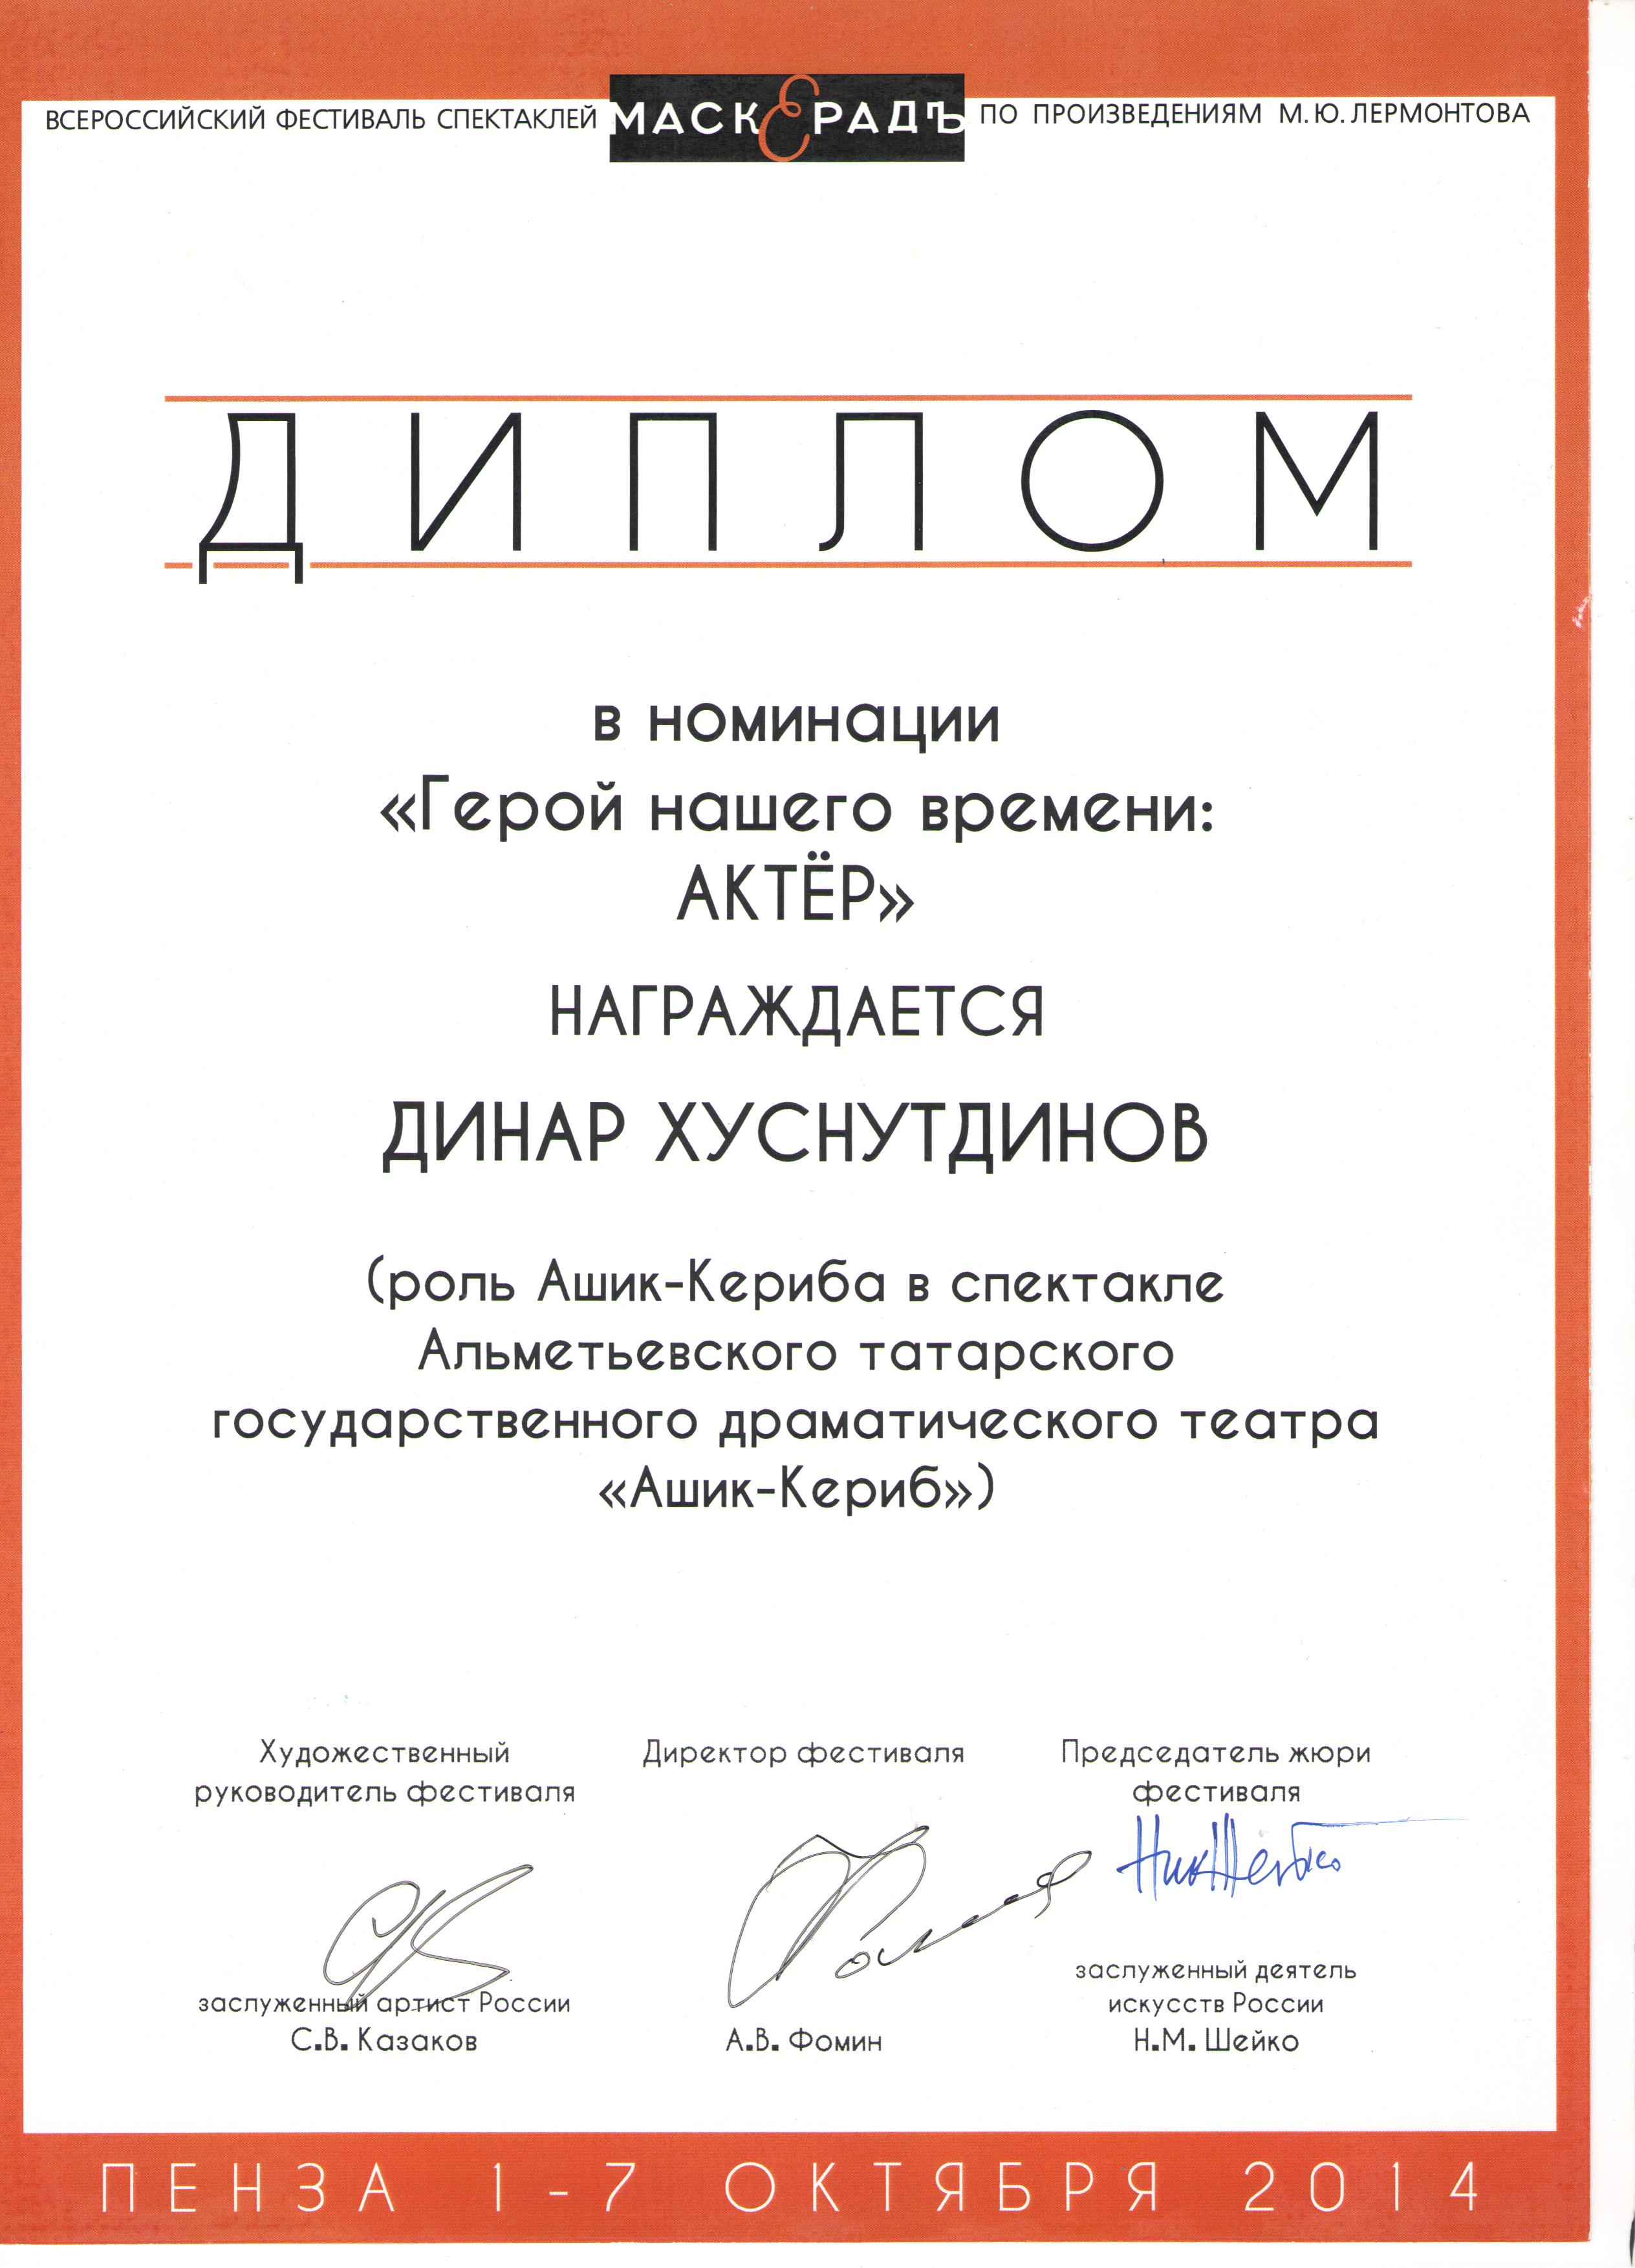 ВСЕРОССИЙСКИЙ ФЕСТИВАЛЬ СПЕКТАКЛЕЙ МАСКЕРАДЪ ПО ПРОИЗВЕДЕНИЯМ М.Ю.ЛЕРМОНТОВА
ДИПЛОМ
в номинации
«Герой нашего времени:
АКТЁР»
НАГРАЖДАЕТСЯ
ДИНАР ХУСНУТДИНОВ
(роль Ашик-Кериба в спектакле
Альметьевского татарского
государственного драматического театра
«Ашик-Кериб»)
Художественный
руководитель фестиваля
заслуженный артист России
С.В. Казаков
Директор фестиваля
А.В. Фомин
Председатель жюри
фестиваля
заслуженный деятель
искусств России
Н.М. Шейко
ПЕНЗА 1-7 ОКТЯБРЯ 2014